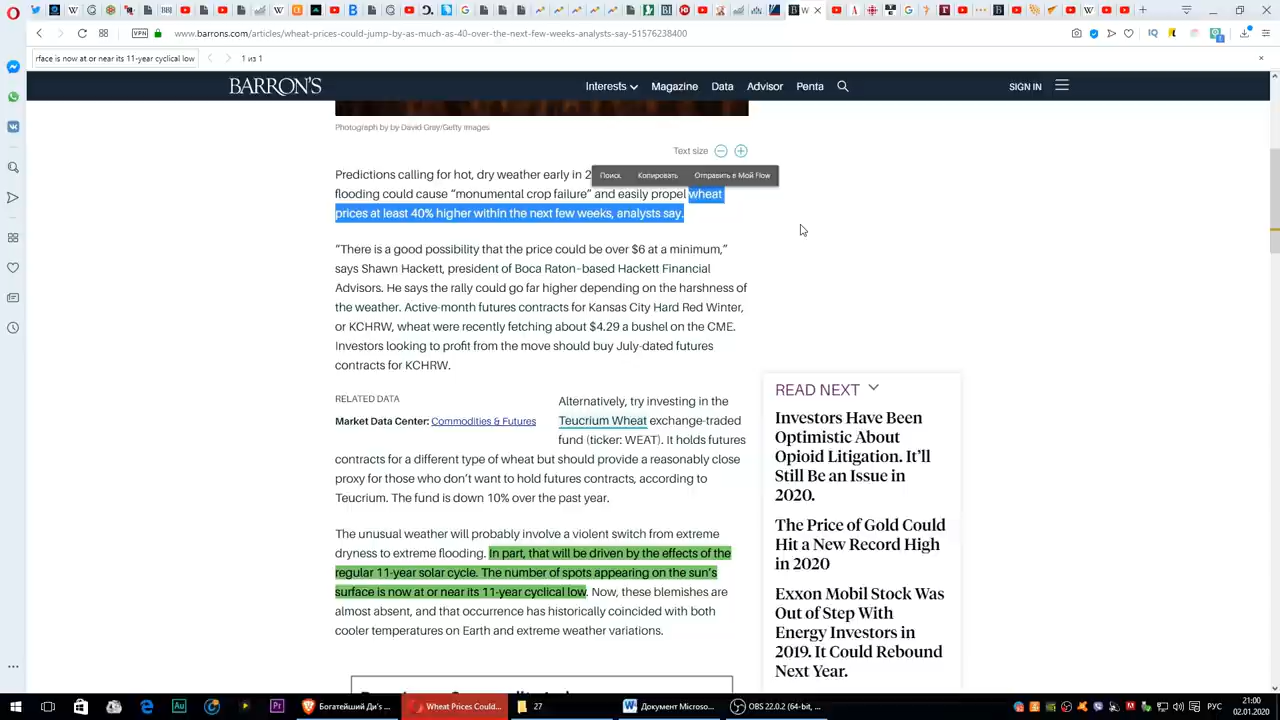 www.barrons.com/articles/wheat-prices-could-jump-by-as-much-as-40-over-the-next-few-weeks-analysts-say-51576238400
VPN
rface is now at or near its 11-year cyclical low
1 из 1
BARRON'S
Interests
Magazine
Data
Advisor
Penta
SIGN IN
Photograph by by David Gray/Getty Images
Text size
Predictions calling for hot, dry weather early in 2
Поиск
Копировать
Отправить в Мой Flow
flooding could cause “monumental crop failure” and easily propel wheat
prices at least 40% higher within the next few weeks, analysts say.
“There is a good possibility that the price could be over $6 at a minimum,”
says Shawn Hackett, president of Boca Raton–based Hackett Financial
Advisors. He says the rally could go far higher depending on the harshness of
the weather. Active-month futures contracts for Kansas City Hard Red Winter,
or KCHRW, wheat were recently fetching about $4.29 a bushel on the CME.
Investors looking to profit from the move should buy July-dated futures
contracts for KCHRW.
RELATED DATA
Market Data Center: Commodities & Futures
Alternatively, try investing in the
Teucrium Wheat exchange-traded
fund (ticker: WEAT). It holds futures
contracts for a different type of wheat but should provide a reasonably close
proxy for those who don’t want to hold futures contracts, according to
Teucrium. The fund is down 10% over the past year.
The unusual weather will probably involve a violent switch from extreme
dryness to extreme flooding. In part, that will be driven by the effects of the
regular 11-year solar cycle. The number of spots appearing on the sun’s
surface is now at or near its 11-year cyclical low. Now, these blemishes are
almost absent, and that occurrence has historically coincided with both
cooler temperatures on Earth and extreme weather variations.
READ NEXT
Investors Have Been
Optimistic About
Opioid Litigation. It’ll
Still Be an Issue in
2020.
The Price of Gold Could
Hit a New Record High
in 2020
Exxon Mobil Stock Was
Out of Step With
Energy Investors in
2019. It Could Rebound
Next Year.
Богатейший Ди's ...
Wheat Prices Could...
27
Документ Microso...
OBS 22.0.2 (64-bit, ...
РУС
21:00
02.01.2020